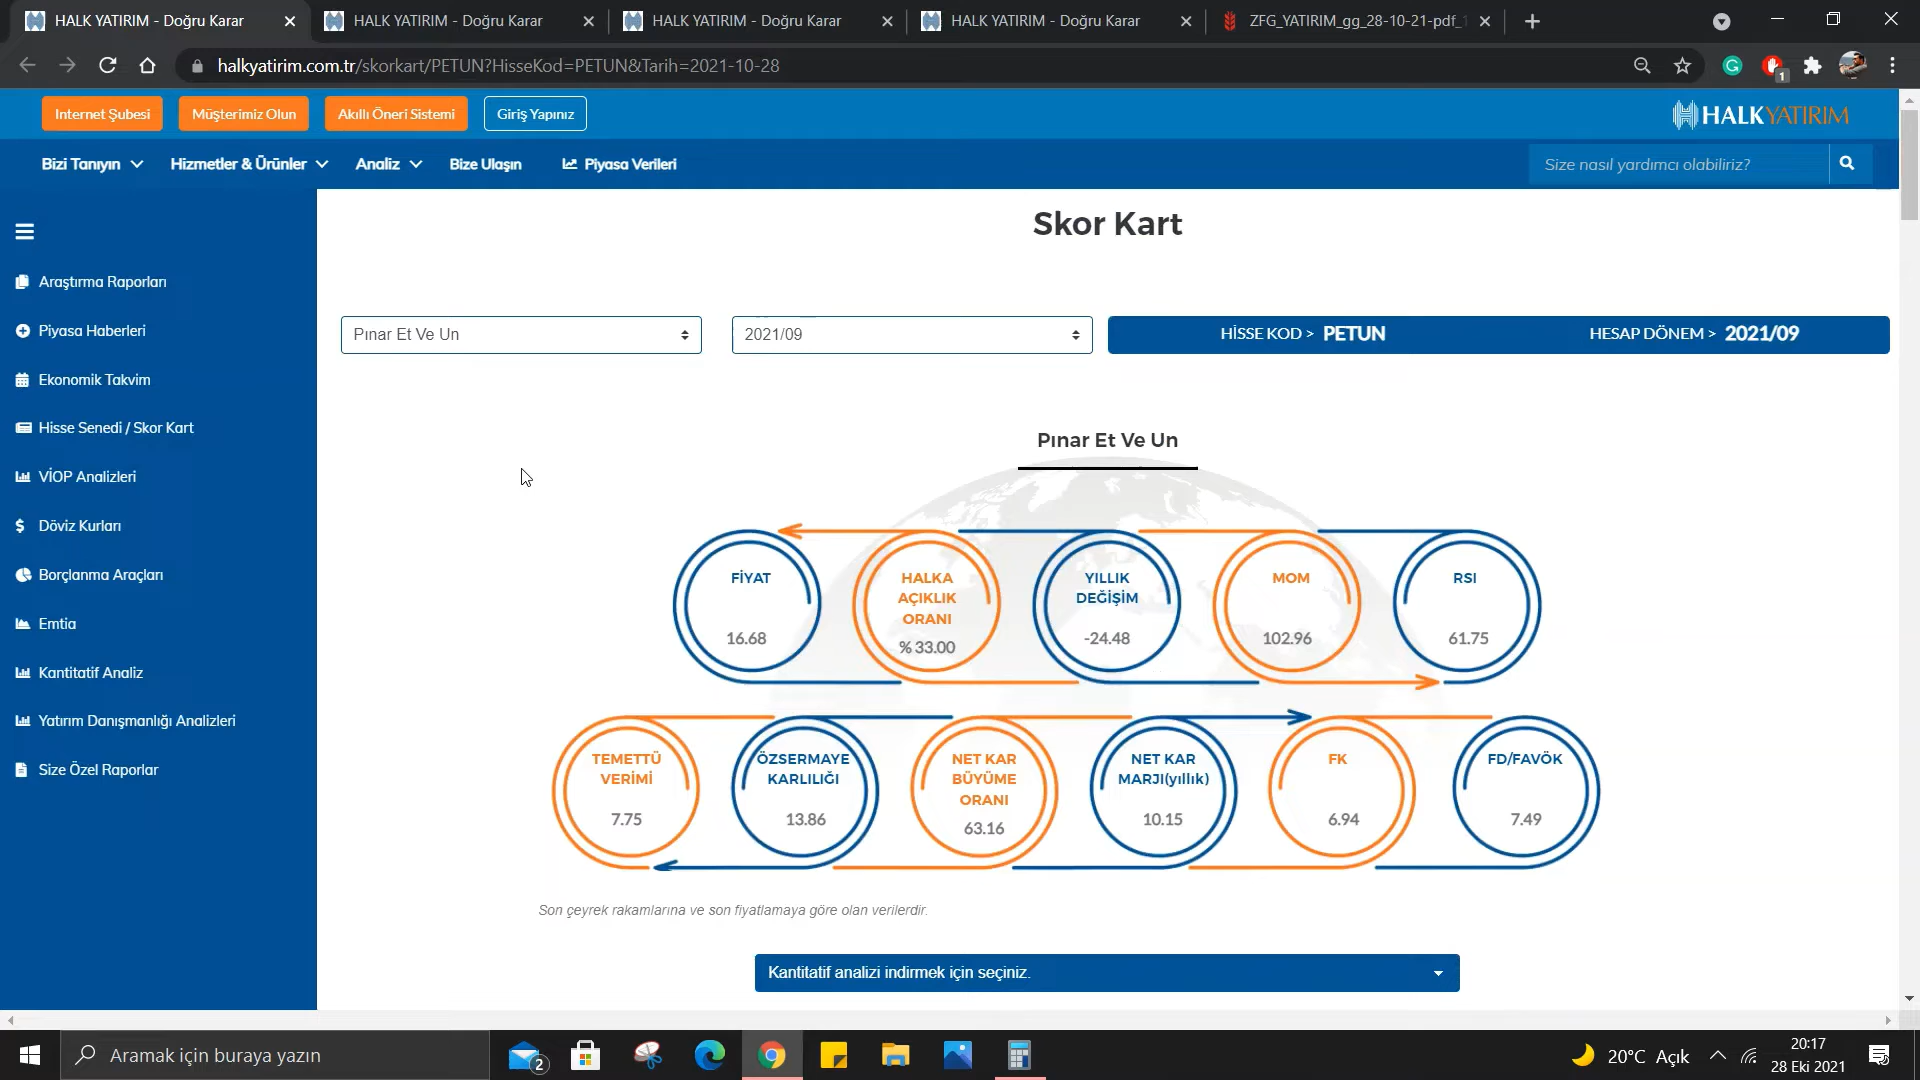 HALK YATIRIM - Doğru Karar
HALK YATIRIM - Doğru Karar
HALK YATIRIM - Doğru Karar
HALK YATIRIM - Doğru Karar
ZFG_YATIRIM_gg_28-10-21-pdf_
halkyatirim.com.tr/skorkart/PETUN?HisseKod=PETUN&Tarih=2021-10-28
1
Internet Şubesi
Müşterimiz Olun
Akıllı Öneri Sistemi
Giriş Yapınız
HALKYATIRIM
Bizi Tanıyın
Hizmetler & Ürünler
Analiz
Bize Ulaşın
Piyasa Verileri
Size nasıl yardımcı olabiliriz?
Araştırma Raporları
Piyasa Haberleri
Ekonomik Takvim
Hisse Senedi / Skor Kart
VİOP Analizleri
Döviz Kurları
Borçlanma Araçları
Emtia
Kantitatif Analiz
Yatırım Danışmanlığı Analizleri
Size Özel Raporlar
Skor Kart
Pınar Et Ve Un
2021/09
HİSSE KOD > PETUN
HESAP DÖNEM > 2021/09
Pınar Et Ve Un
FİYAT
16.68
HALKA
AÇIKLIK
ORANI
% 33.00
YILLIK
DEĞİŞİM
-24.48
MOM
102.96
RSI
61.75
TEMETTÜ
VERİMİ
7.75
ÖZSERMAYE
KARLILIĞI
13.86
NET KAR
BÜYÜME
ORANI
63.16
NET KAR
MARJI(yıllık)
10.15
FK
6.94
FD/FAVÖK
7.49
Son çeyrek rakamlarına ve son fiyatlamaya göre olan verilerdir.
Kantitatif analizi indirmek için seçiniz.
Aramak için buraya yazın
2
20°C Açık
20:17
28 Eki 2021